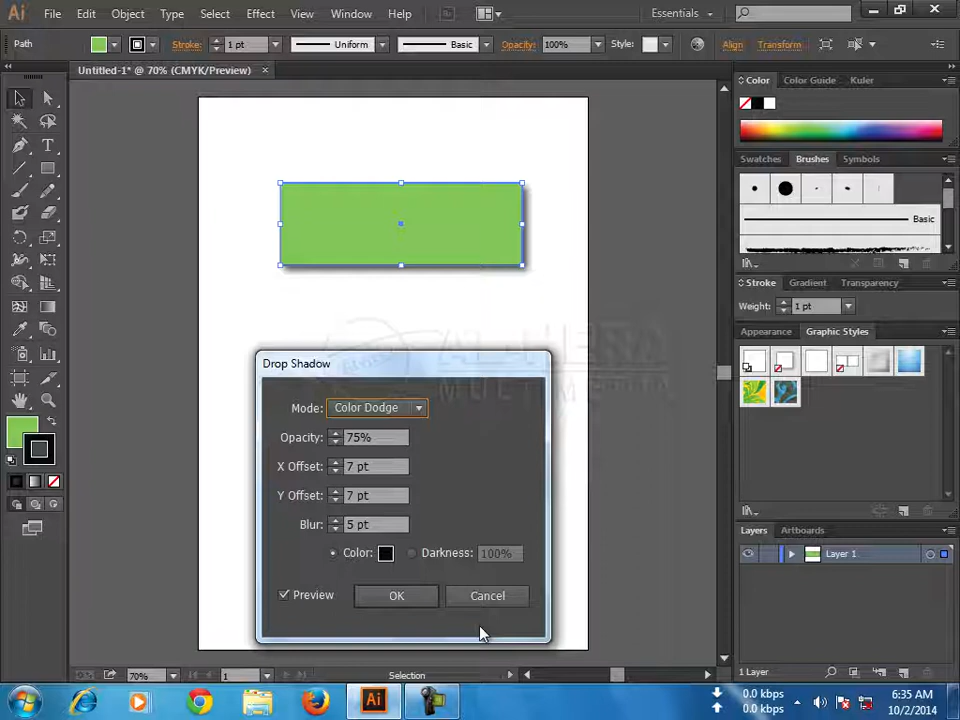 Ai File Edit Object Type Select Effect View Window Help Br Essentials
Path Stroke: 1 pt Uniform Basic Opacity: 100% Style: Align Transform
Untitled-1* @ 70% (CMYK/Preview) ×
Color Color Guide Kuler
Swatches Brushes Symbols
Basic
Stroke Gradient Transparency
Weight: 1 pt
Appearance Graphic Styles
MULTIMEDIA
Drop Shadow
Mode: Color Dodge
Opacity: 75%
X Offset: 7 pt
Y Offset: 7 pt
Blur: 5 pt
Color: Darkness: 100%
Preview OK Cancel
Layers Artboards
Layer 1
70% 1 Selection
1 Layer
Ai
0.0 kbps
0.0 kbps
6:35 AM
10/2/2014